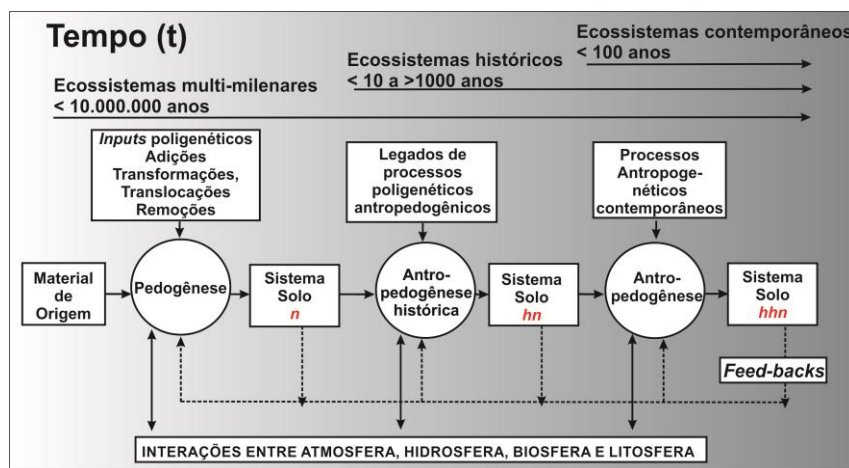 Tempo (t)
Ecossistemas contemporâneos
< 100 anos
Ecossistemas históricos
< 10 a >1000 anos
Ecossistemas multi-milenares
< 10.000.000 anos
Inputs poligenéticos
Adições
Transformações,
Translocações
Remoções
Legados de
processos
poligenéticos
antropedogênicos
Processos
Antropoge-
néticos
contemporâneos
Material
de
Origem
Pedogênese
Sistema
Solo
n
Antro-
pedogênese
histórica
Sistema
Solo
hn
Antro-
pedogênese
Sistema
Solo
hhn
Feed-backs
INTERAÇÕES ENTRE ATMOSFERA, HIDROSFERA, BIOSFERA E LITOSFERA